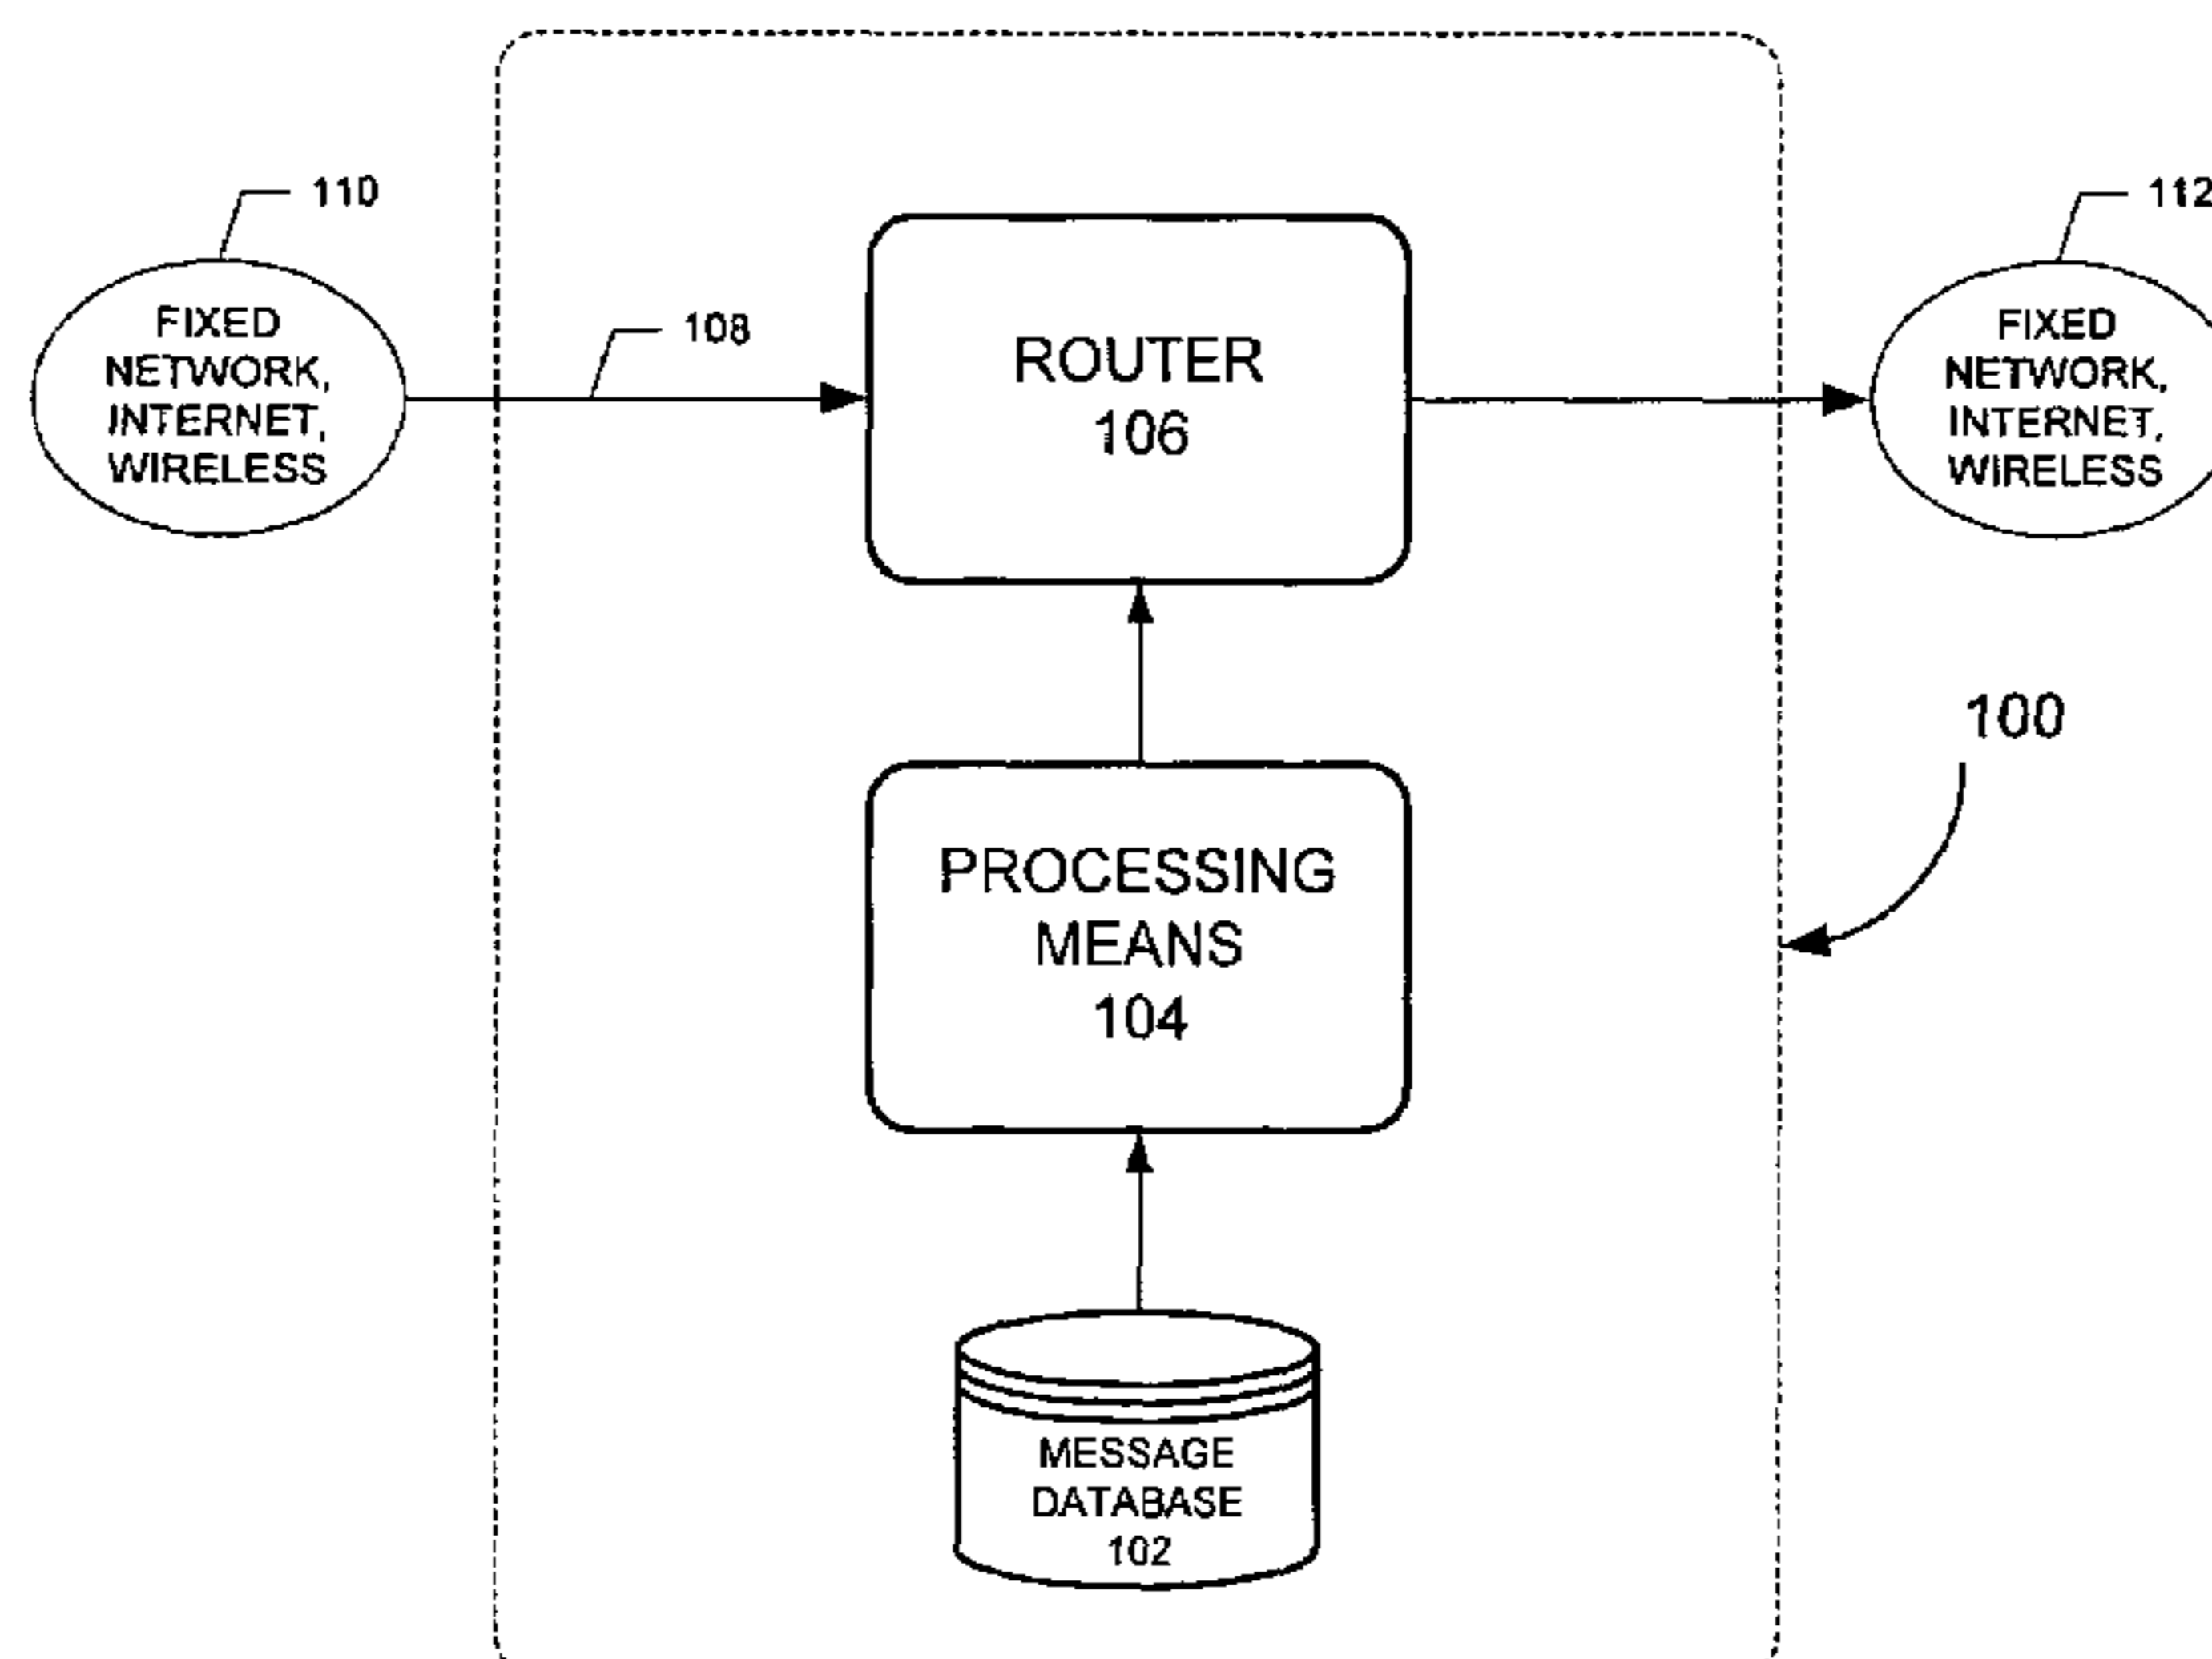 110
112
FIXED
NETWORK,
INTERNET,
WIRELESS
108
ROUTER
106
FIXED
NETWORK,
INTERNET,
WIRELESS
100
PROCESSING
MEANS
104
MESSAGE
DATABASE
102